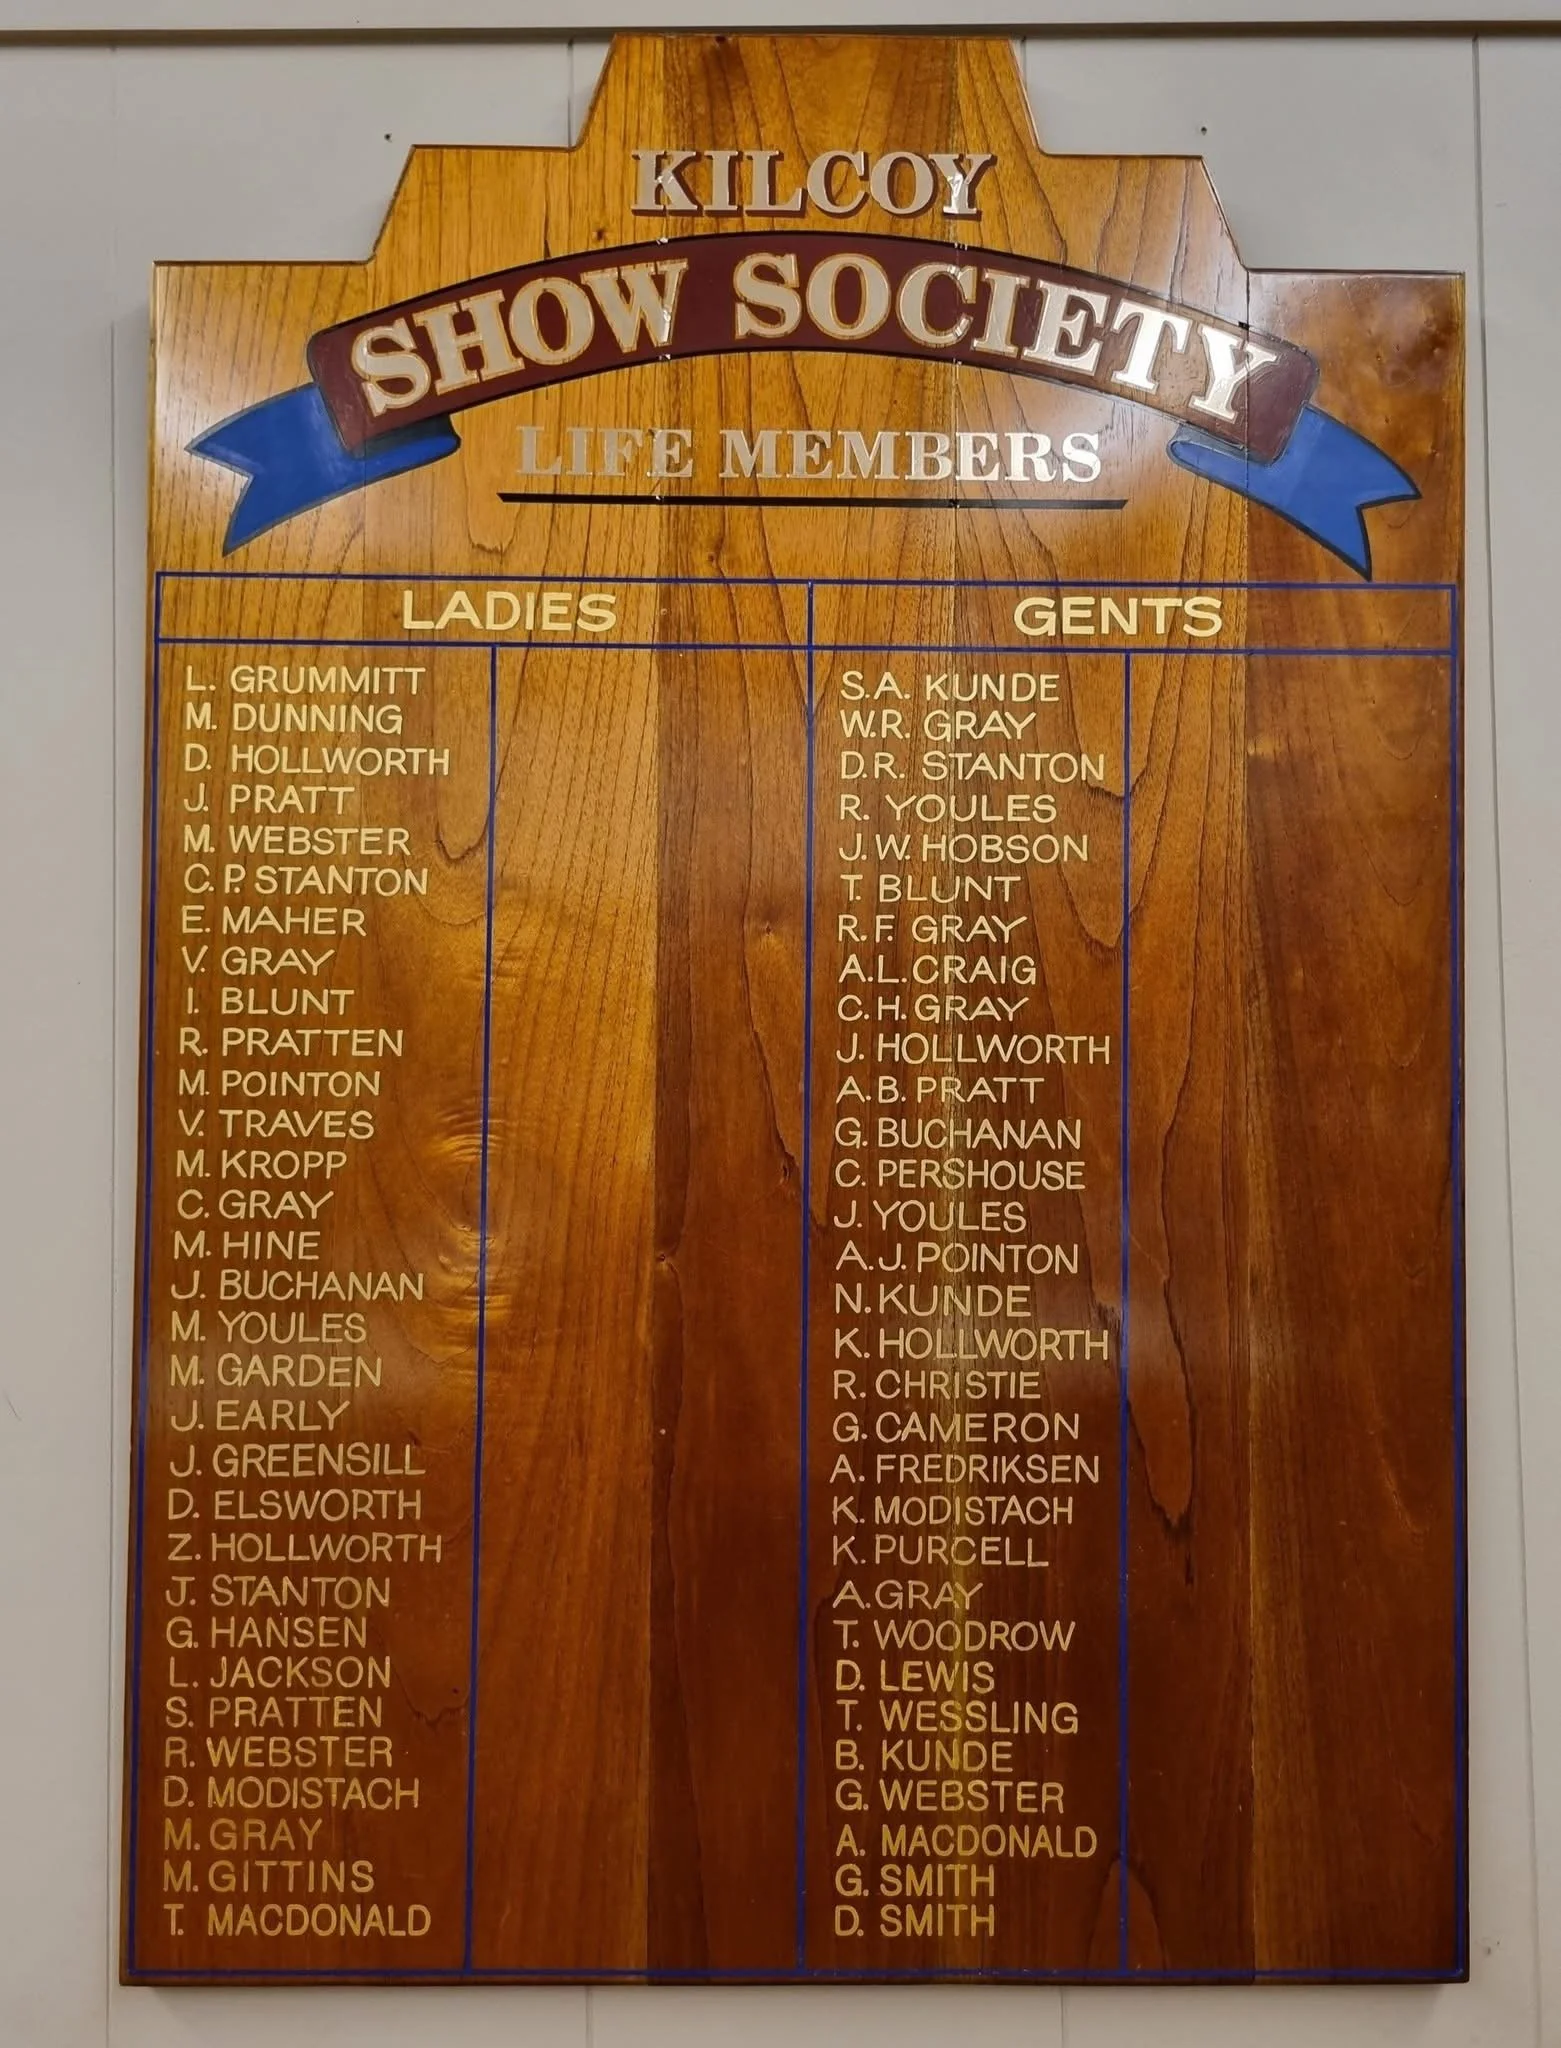 KILCOY
SHOW SOCIETY
LIFE MEMBERS
LADIES
L. GRUMMITT
M. DUNNING
D. HOLLWORTH
J. PRATT
M. WEBSTER
C. P. STANTON
E. MAHER
V. GRAY
I. BLUNT
R. PRATTEN
M. POINTON
V. TRAVES
M. KROPP
C. GRAY
M. HINE
J. BUCHANAN
M. YOULES
M. GARDEN
J. EARLY
J. GREENSILL
D. ELSWORTH
Z. HOLLWORTH
J. STANTON
G. HANSEN
L. JACKSON
S. PRATTEN
R. WEBSTER
D. MODISTACH
M. GRAY
M. GITTINS
T. MACDONALD
GENTS
S.A. KUNDE
W.R. GRAY
D.R. STANTON
R. YOULES
J. W. HOBSON
T. BLUNT
R. F. GRAY
A.L. CRAIG
C. H. GRAY
J. HOLLWORTH
A.B. PRATT
G. BUCHANAN
C. PERSHOUSE
J. YOULES
A.J. POINTON
N. KUNDE
K. HOLLWORTH
R. CHRISTIE
G. CAMERON
A. FREDRIKSEN
K. MODISTACH
K. PURCELL
A. GRAY
T. WOODROW
D. LEWIS
T. WESSLING
B. KUNDE
G. WEBSTER
A. MACDONALD
G. SMITH
D. SMITH